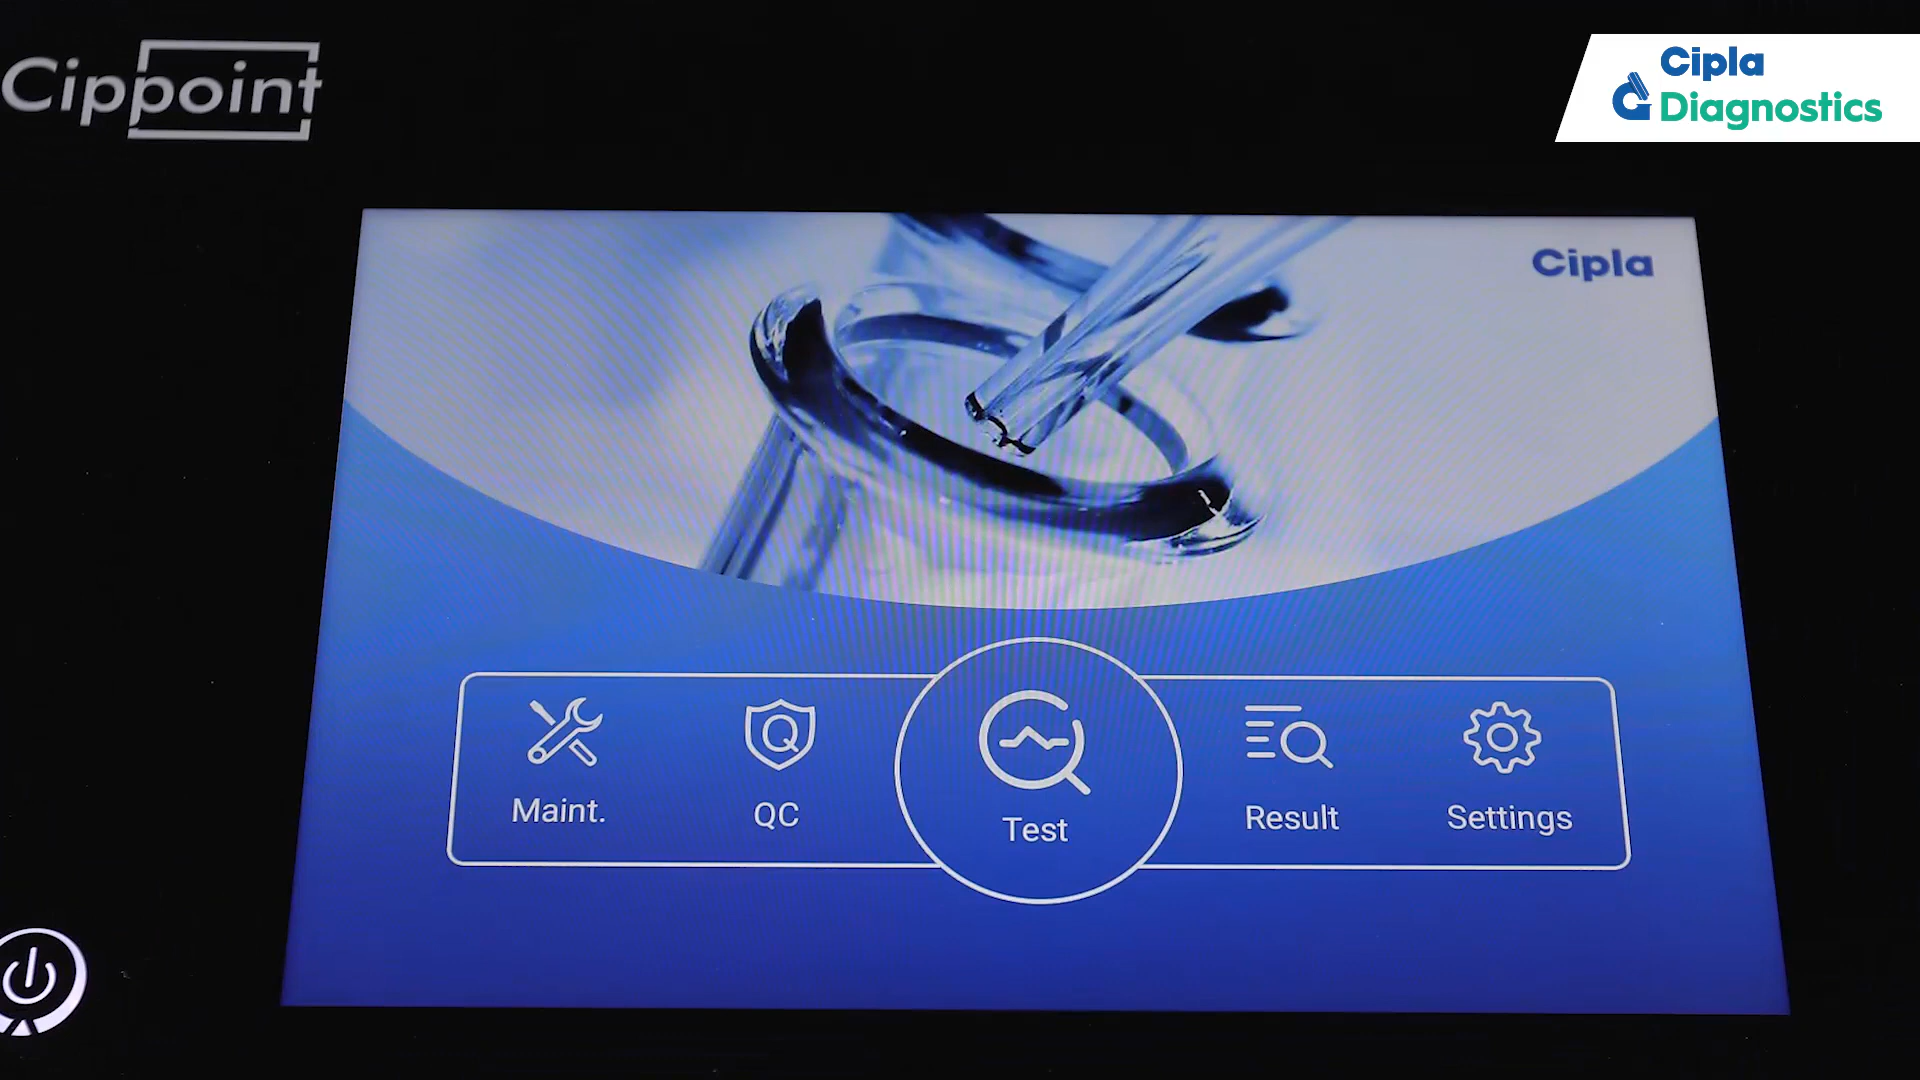 Cippoint
Cipla
Diagnostics
Cipla
Maint.
QC
Test
Result
Settings